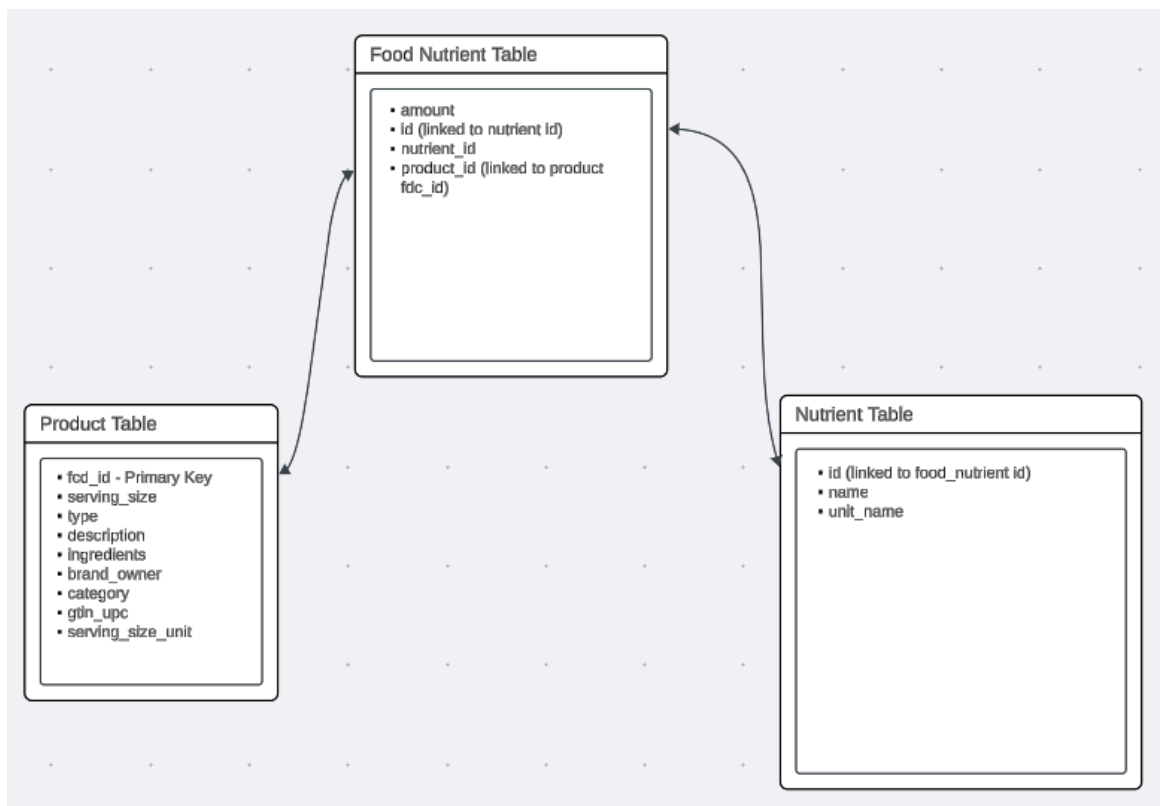 Food Nutrient Table
▪ amount
▪ id (linked to nutrient id)
▪ nutrient_id
▪ product_id (linked to product
fdc_id)
Product Table
▪ fcd_id - Primary Key
▪ serving_size
▪ type
▪ description
▪ ingredients
▪ brand_owner
▪ category
▪ gtin_upc
▪ serving_size_unit
Nutrient Table
▪ id (linked to food_nutrient id)
▪ name
▪ unit_name